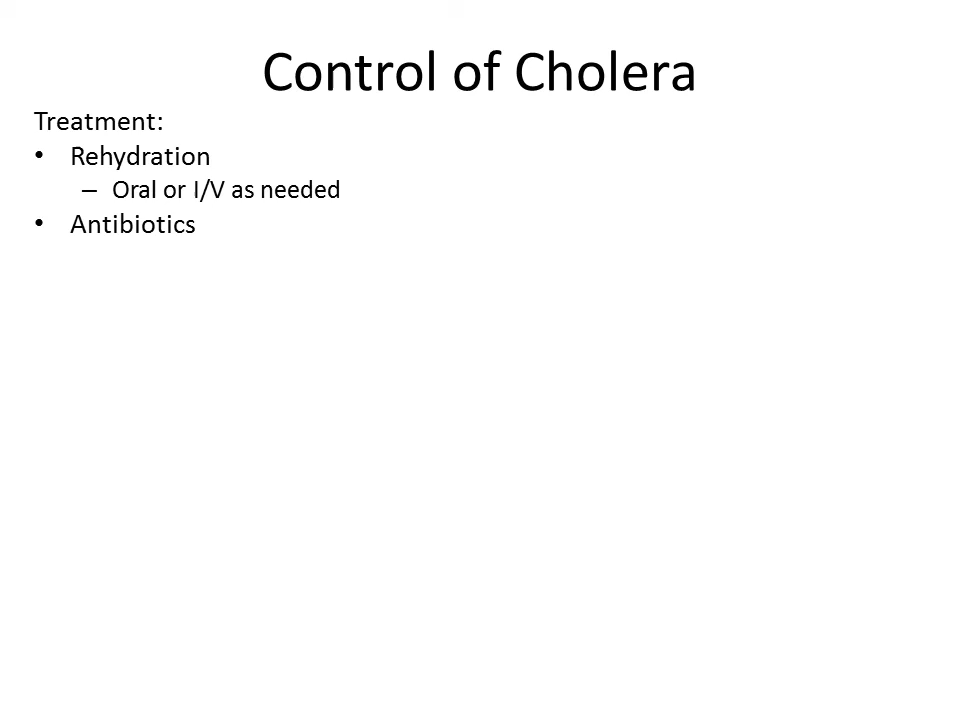 Control of Cholera
Treatment:
• Rehydration
– Oral or I/V as needed
• Antibiotics